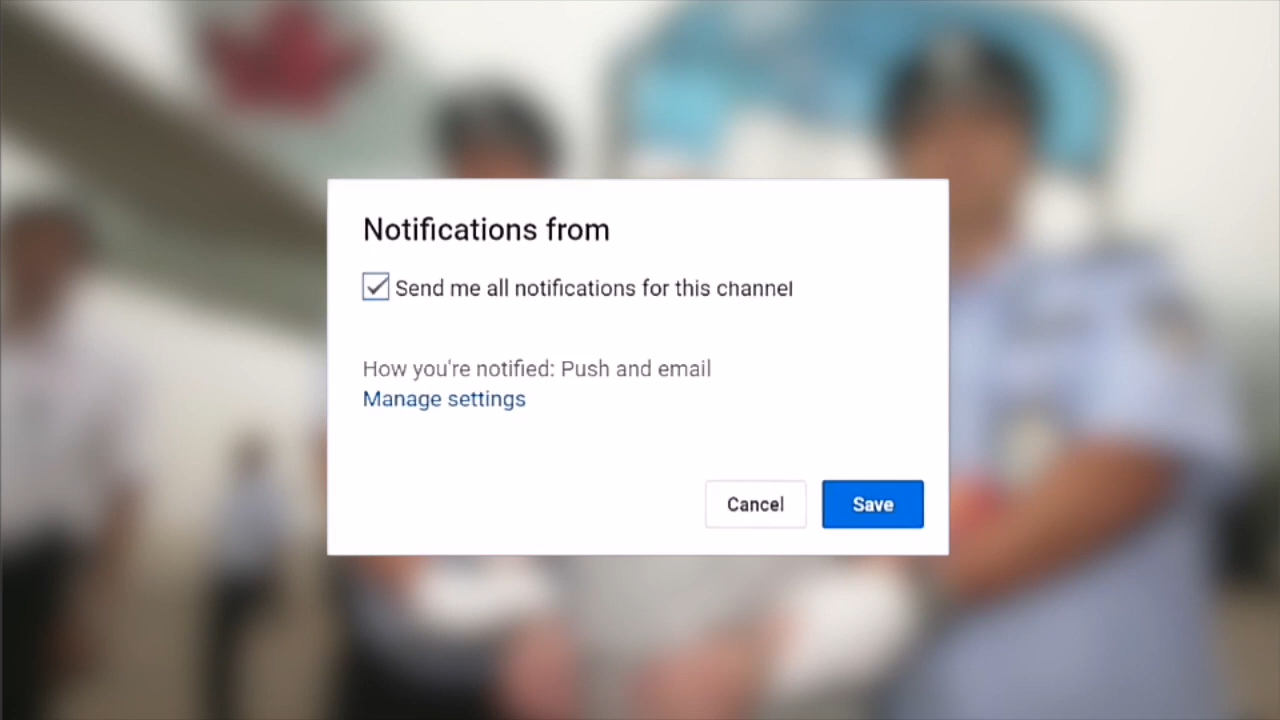 Notifications from
Send me all notifications for this channel
How you're notified: Push and email
Manage settings
Cancel
Save